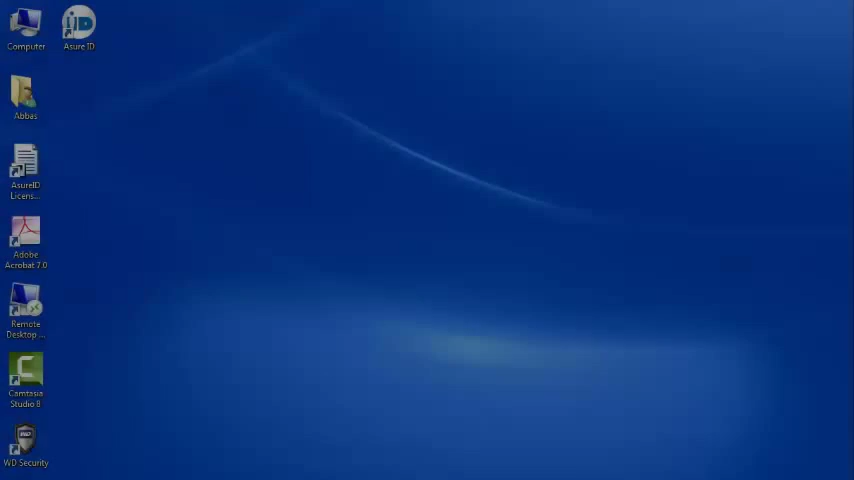 Computer
Asure ID
Abbas
AsureID
Licens...
Adobe
Acrobat 7.0
Remote
Desktop ...
Camtasia
Studio 8
WD Security